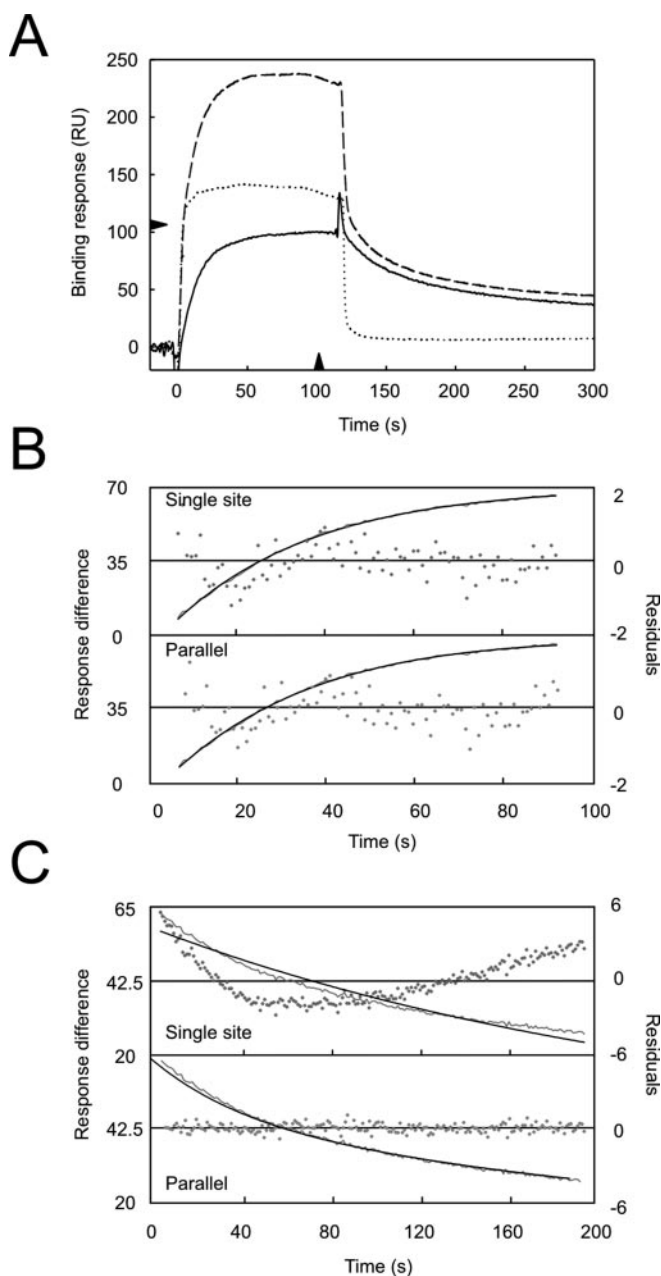 A
Binding response (RU)
250
200
150
100
50
0
0 50 100 150 200 250 300
Time (s)
B
Response difference
70
35
0
35
0
Single site
Parallel
2
0
-2
0
-2
Residuals
0 20 40 60 80 100
Time (s)
C
Response difference
65
42.5
20
42.5
20
Single site
Parallel
6
0
-6
0
-6
Residuals
0 40 80 120 160 200
Time (s)